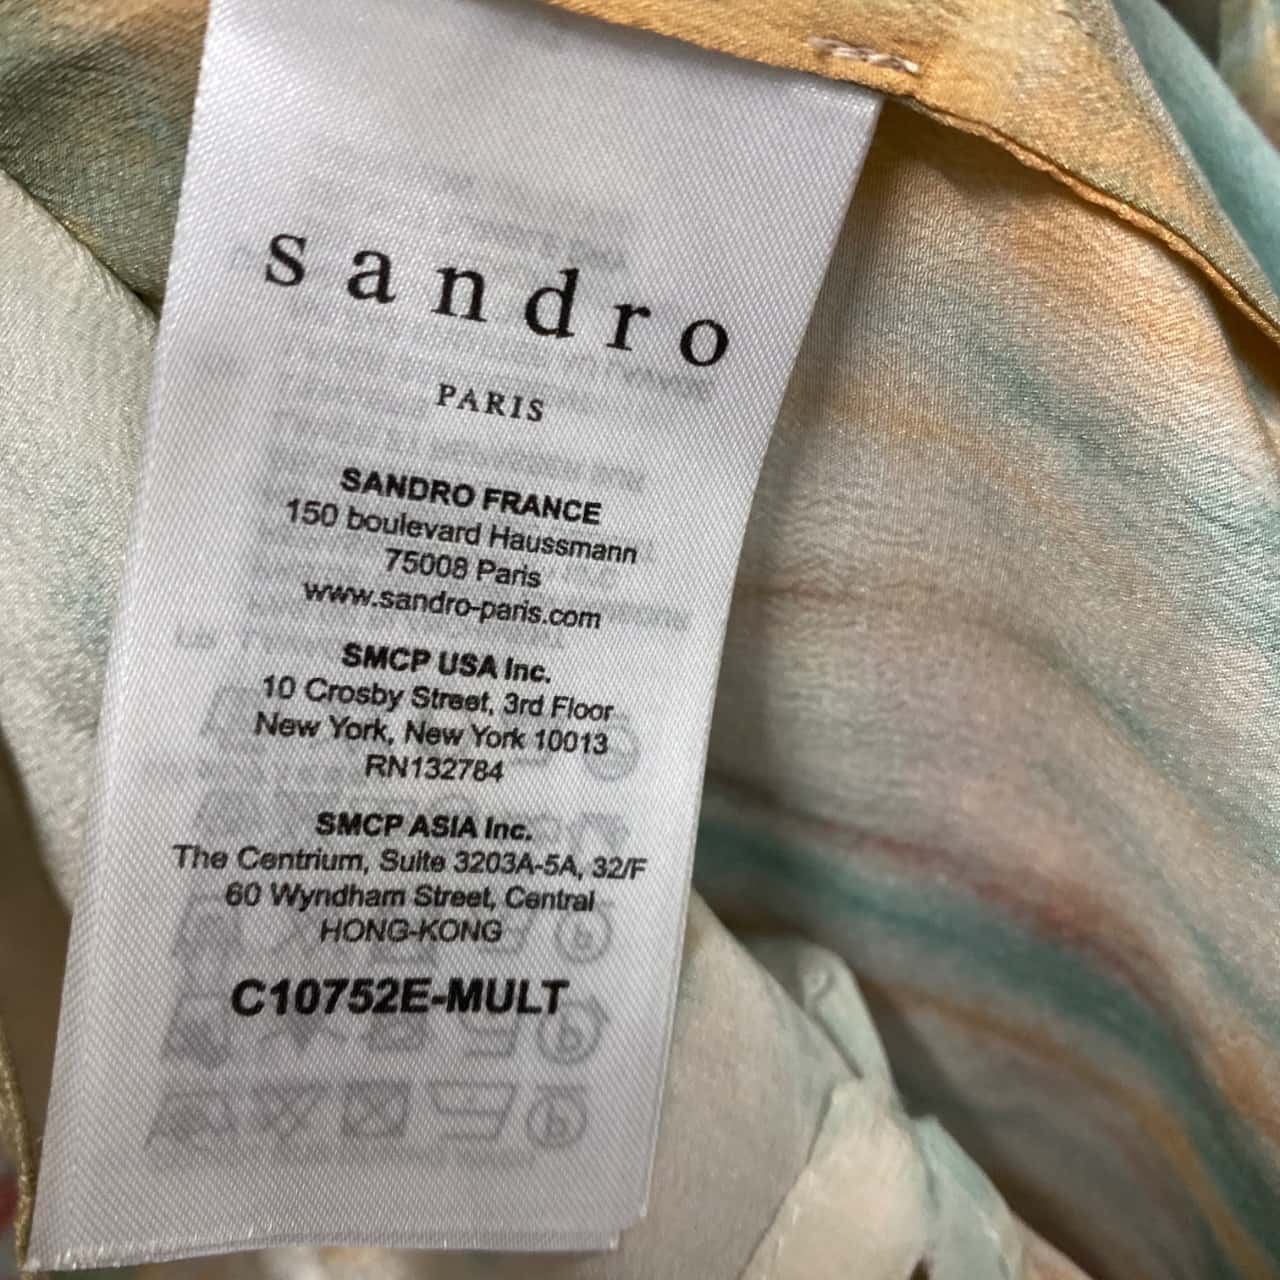 sandro
PARIS
SANDRO FRANCE
150 boulevard Haussmann
75008 Paris
www.sandro-paris.com
SMCP USA Inc.
10 Crosby Street, 3rd Floor
New York, New York 10013
RN132784
SMCP ASIA Inc.
The Centrium, Suite 3203A-5A, 32/F
60 Wyndham Street, Central
HONG-KONG
C10752E-MULT